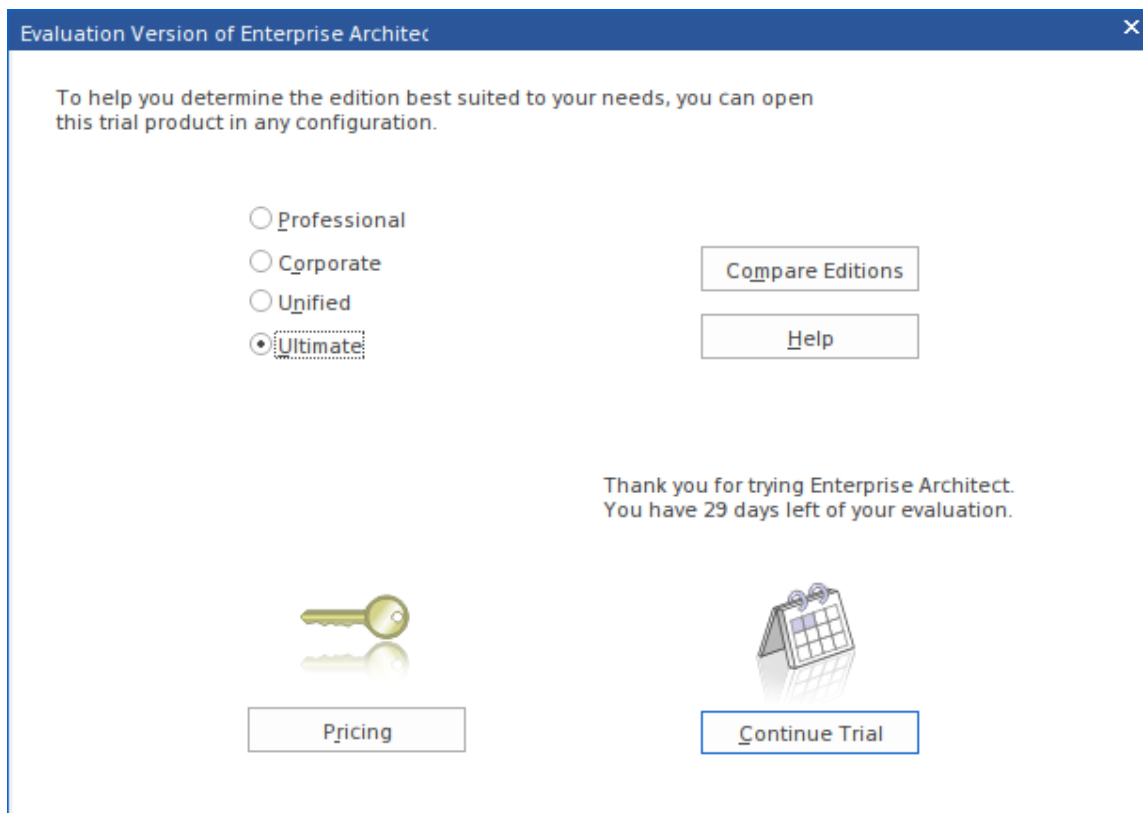 Evaluation Version of Enterprise Architec
To help you determine the edition best suited to your needs, you can open
this trial product in any configuration.
Professional
Corporate
Unified
Ultimate
Compare Editions
Help
Thank you for trying Enterprise Architect.
You have 29 days left of your evaluation.
Pricing
Continue Trial